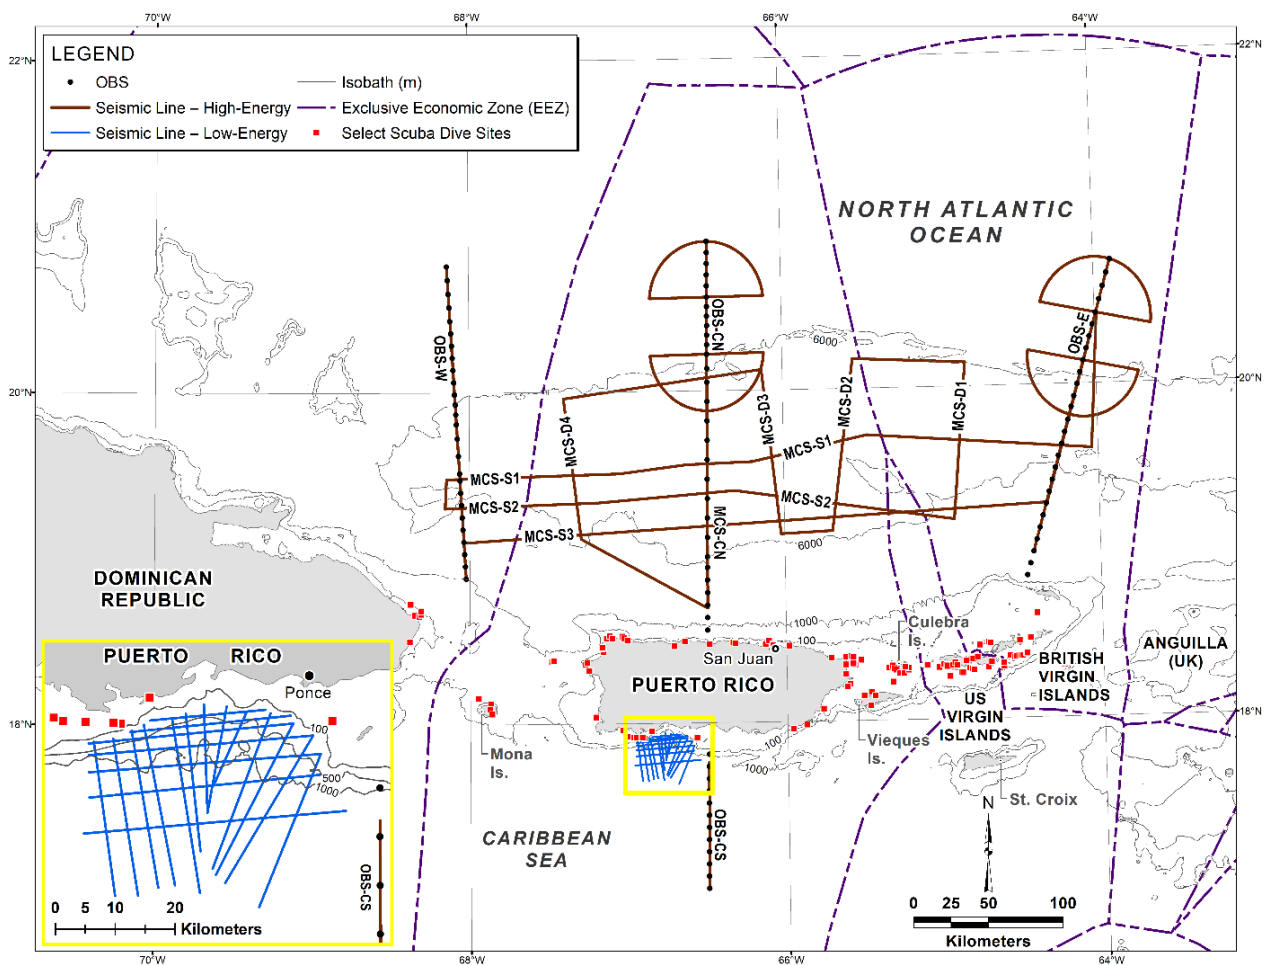 70°W 68°W 66°W 64°W
LEGEND
OBS
Seismic Line – High-Energy
Seismic Line – Low-Energy
Isobath (m)
Exclusive Economic Zone (EEZ)
Select Scuba Dive Sites
22°N
22°N
NORTH ATLANTIC
OCEAN
OBS-W
OBS-CN
OBS-E
6000
20°N
20°N
MCS-D4
MCS-D3
MCS-D2
MCS-D1
MCS-S1
MCS-S1
MCS-S2
MCS-S2
MCS-S3
MCS-CN
6000
DOMINICAN
REPUBLIC
1000
100
Culebra
Is.
San Juan
PUERTO RICO
BRITISH
VIRGIN
ISLANDS
ANGUILLA
(UK)
US
VIRGIN
ISLANDS
18°N
18°N
Mona
Is.
Vieques
Is.
100
1000
St. Croix
OBS-CS
CARIBBEAN
SEA
PUERTO RICO
Ponce
100
500
1000
OBS-CS
0 5 10 20
Kilometers
N
0 25 50 100
Kilometers
70°W 68°W 66°W 64°W